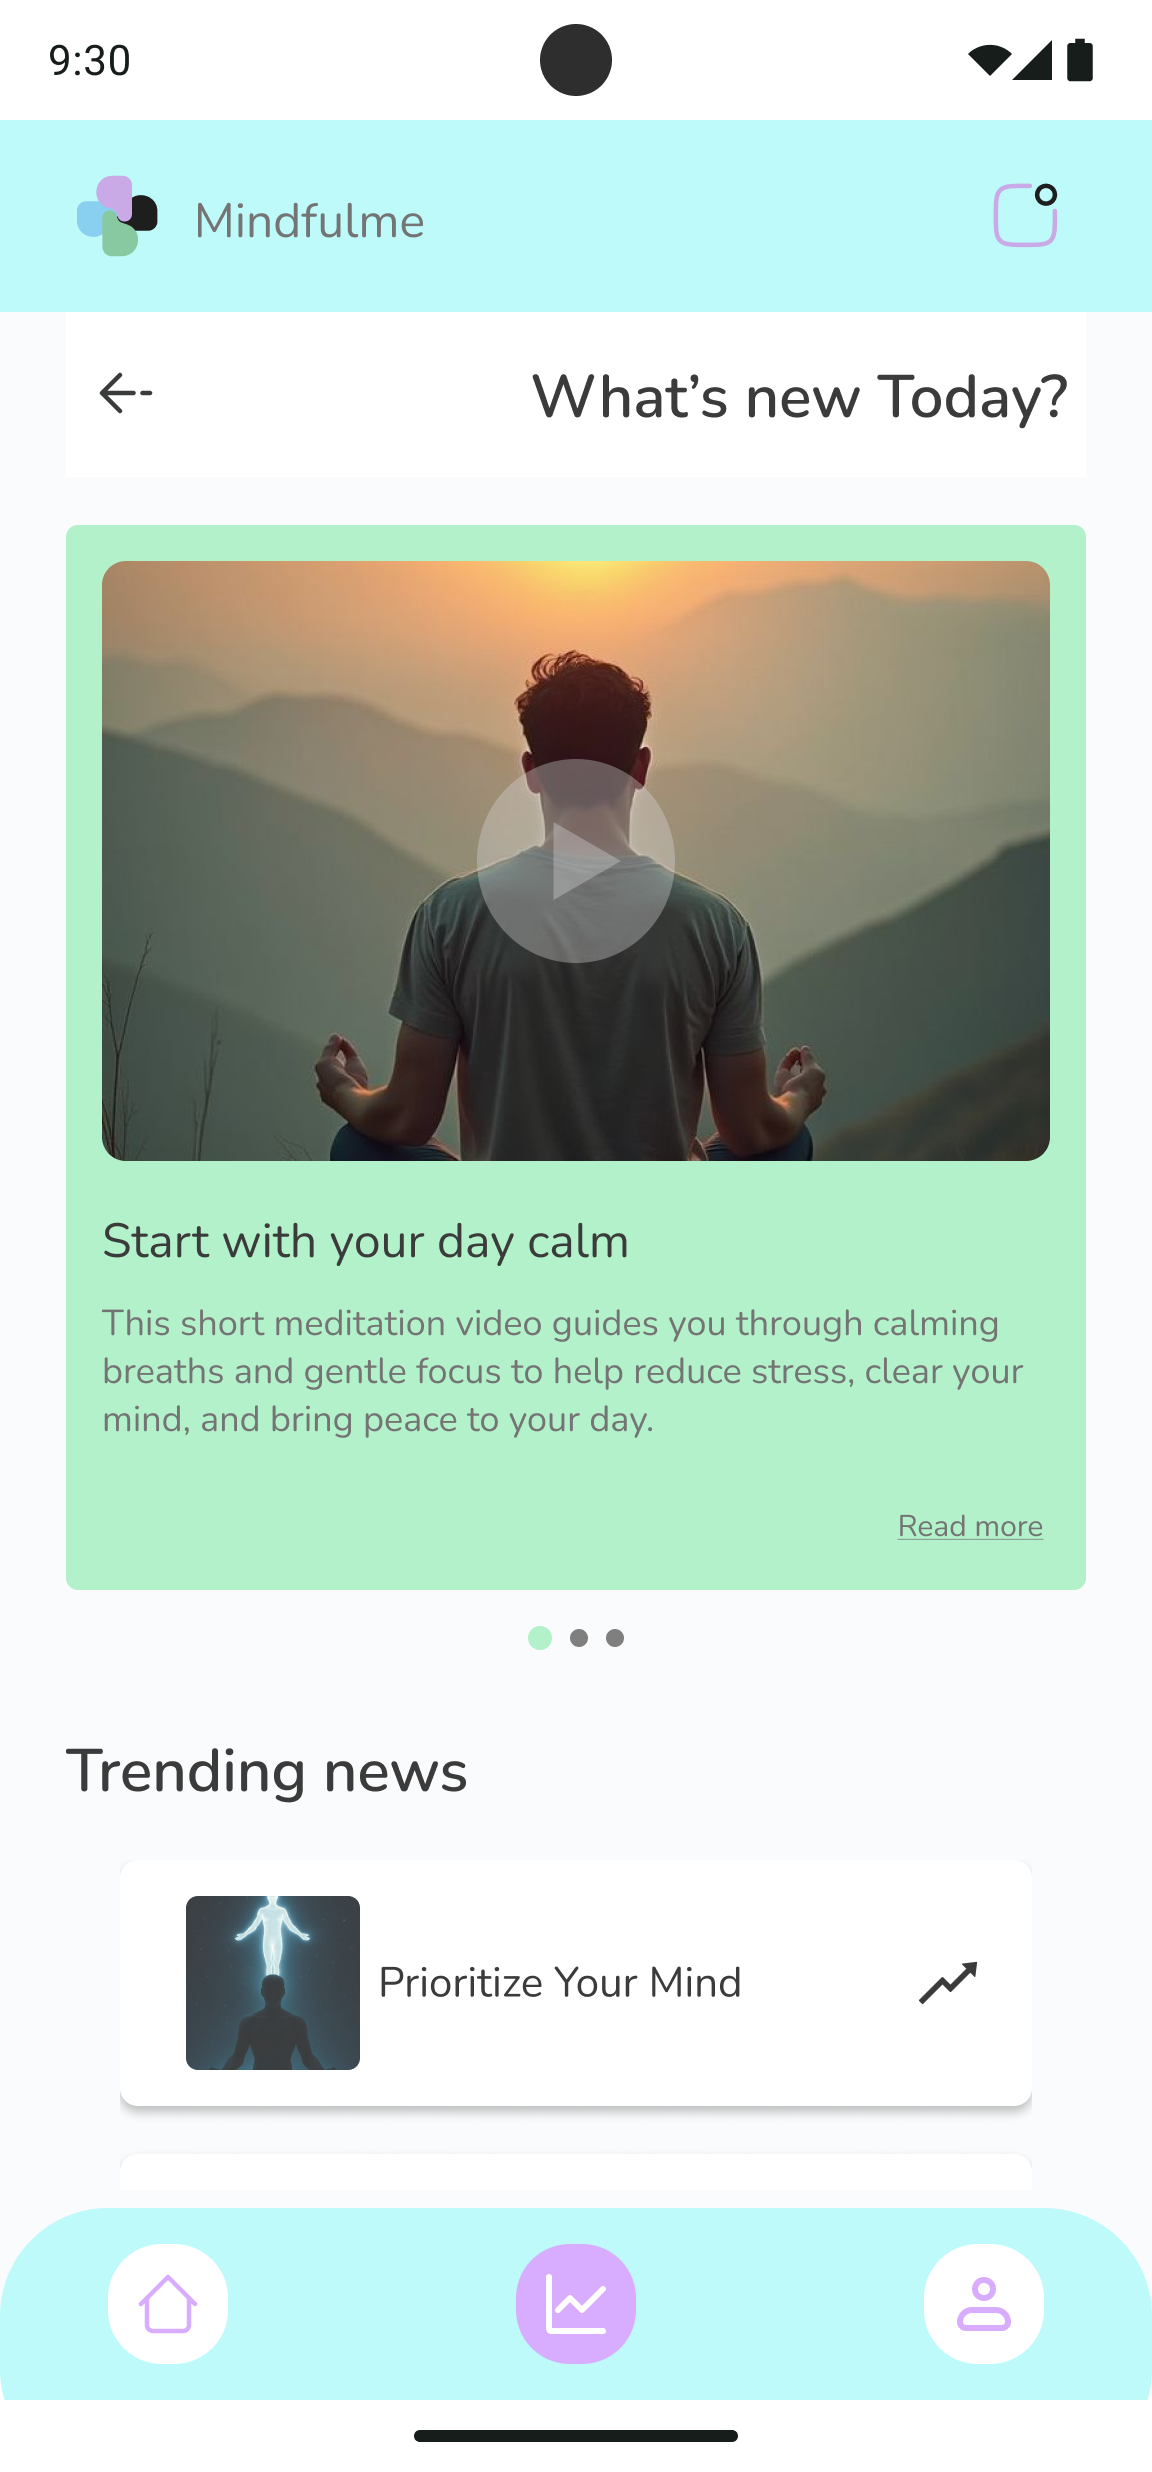 9:30
Mindfulme
What's new Today?
Start with your day calm
This short meditation video guides you through calming
breaths and gentle focus to help reduce stress, clear your
mind, and bring peace to your day.
Read more
Trending news
Prioritize Your Mind